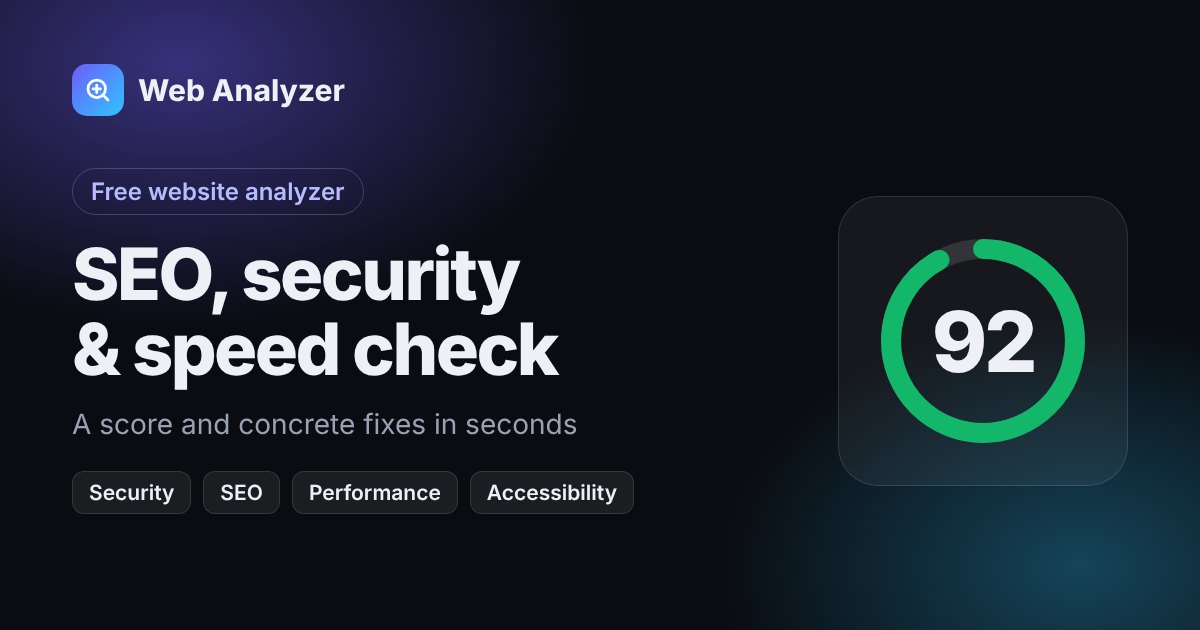 Web Analyzer
Free website analyzer
SEO, security
& speed check
A score and concrete fixes in seconds
Security
SEO
Performance
Accessibility
92